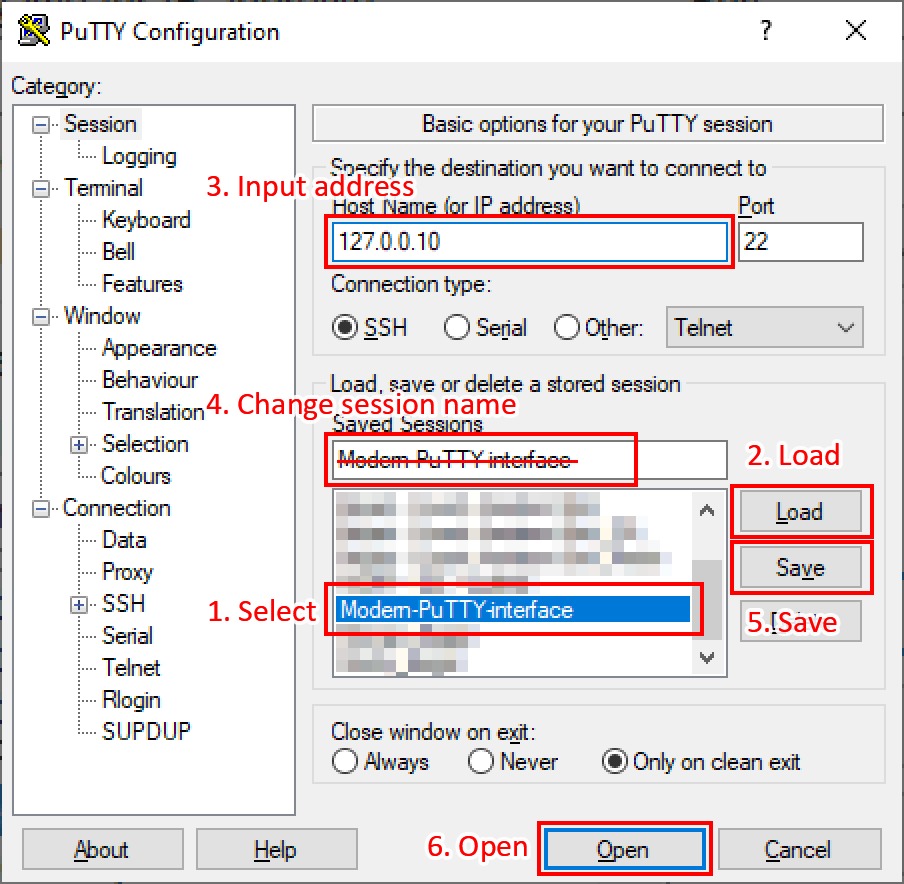 PuTTY Configuration
?
Category:
Session
Logging
Terminal
Keyboard
Bell
Features
Window
Appearance
Behaviour
Translation
Selection
Colours
Connection
Data
Proxy
SSH
Serial
Telnet
Rlogin
SUPDUP
Basic options for your PuTTY session
Specify the destination you want to connect to
3. Input address
Host Name (or IP address) Port
127.0.0.10 22
Connection type:
SSH Serial Other: Telnet
Load, save or delete a stored session
4. Change session name
Saved Sessions
Modern-PuTTY-interface
2. Load
Load
Save
1. Select Modern-PuTTY-interface
5. Save
Close window on exit:
Always Never Only on clean exit
About Help 6. Open Open Cancel